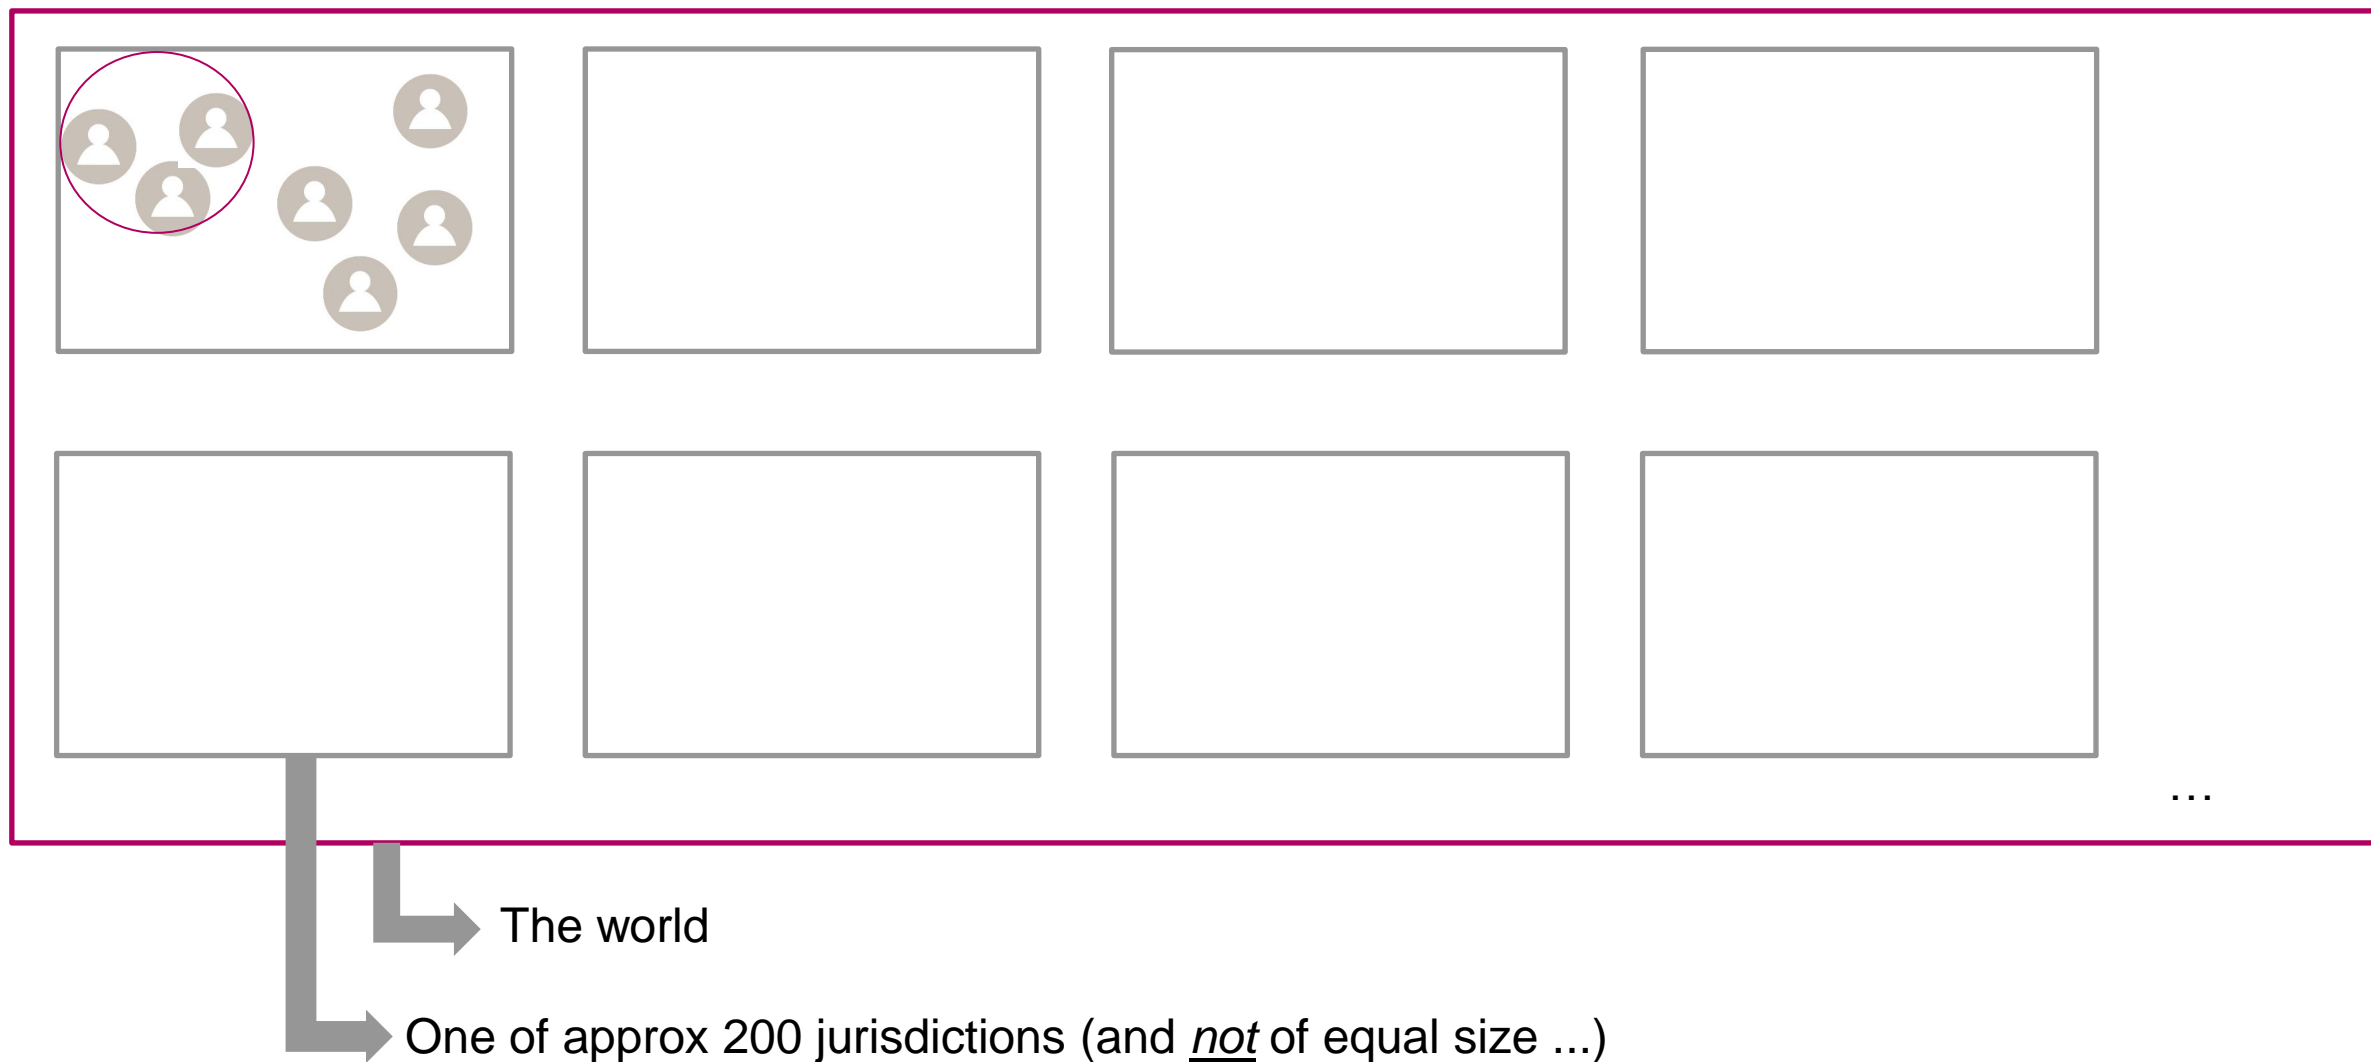 …
The world
One of approx 200 jurisdictions (and not of equal size ...)